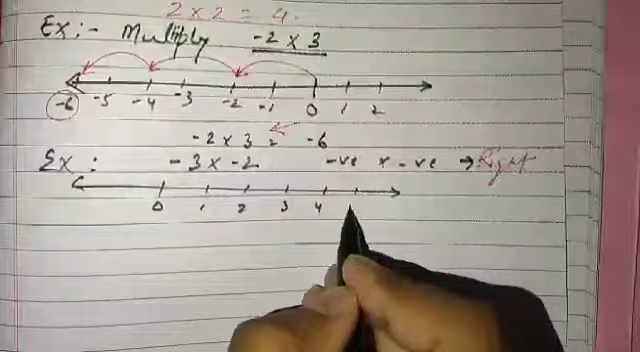 2 x 2 = 4.
Ex:- Multiply -2 x 3
-6 -5 -4 -3 -2 -1 0 1 2
-2 x 3 = -6
Ex: -3 x -2 -ve x -ve → Right
0 1 2 3 4